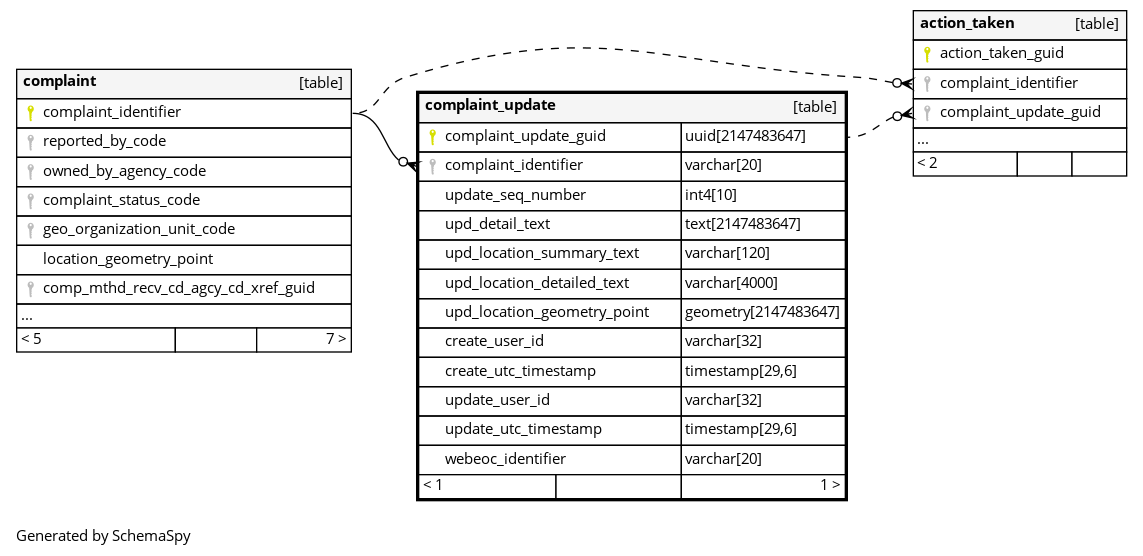 complaint [table]
complaint_identifier
reported_by_code
owned_by_agency_code
complaint_status_code
geo_organization_unit_code
location_geometry_point
comp_mthd_recv_cd_agcy_cd_xref_guid
...
< 5 7 >
complaint_update [table]
complaint_update_guid uuid[2147483647]
complaint_identifier varchar[20]
update_seq_number int4[10]
upd_detail_text text[2147483647]
upd_location_summary_text varchar[120]
upd_location_detailed_text varchar[4000]
upd_location_geometry_point geometry[2147483647]
create_user_id varchar[32]
create_utc_timestamp timestamp[29,6]
update_user_id varchar[32]
update_utc_timestamp timestamp[29,6]
webeoc_identifier varchar[20]
< 1 1 >
action_taken [table]
action_taken_guid
complaint_identifier
complaint_update_guid
...
< 2
Generated by SchemaSpy